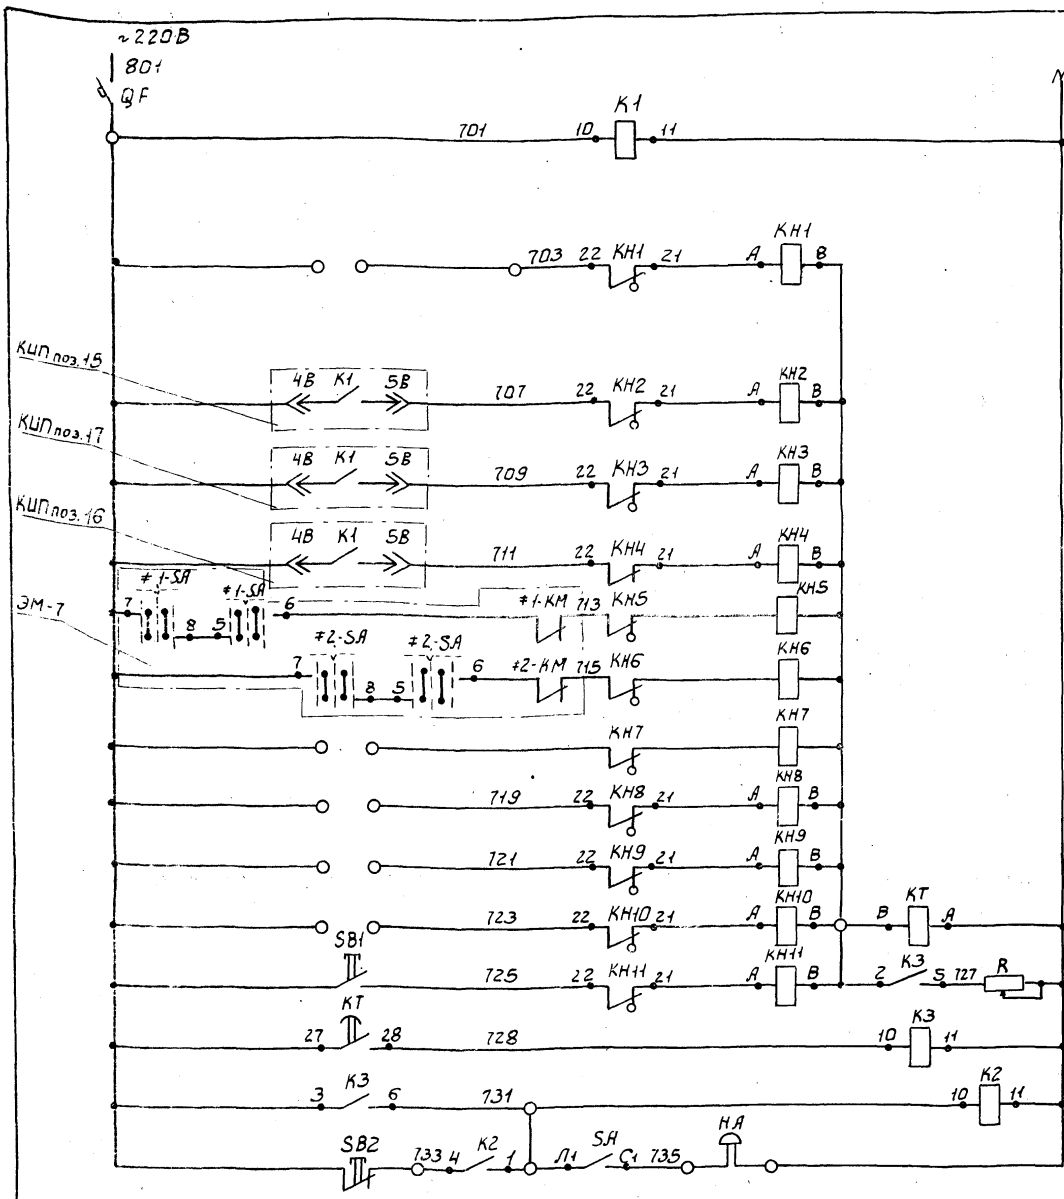 ~220В
801
QF
К1
701 10 11
КН1
703 22 КН1 21 А В
КИП поз.15
4В К1 5В 707 22 КН2 21 А КН2 В
КИП поз.17
4В К1 5В 709 22 КН3 21 А КН3 В
КИП поз.16
4В К1 5В 711 22 КН4 21 А КН4 В
ЭМ-7
≠1-SA ≠1-SA
7 8 5 6 ≠1-КМ 713 КН5 КН5
≠2-SA ≠2-SA
7 8 5 6 ≠2-КМ 715 КН6 КН6
КН7 КН7
719 22 КН8 21 А КН8 В
721 22 КН9 21 А КН9 В
723 22 КН10 21 А КН10 В В КТ А
SB1
725 22 КН11 21 А КН11 В 2 К3 5 727 R
КТ
27 28 728 10 К3 11
3 К3 6 731 10 К2 11
SB2 733 4 К2 1 Л1 SA С1 735 НА